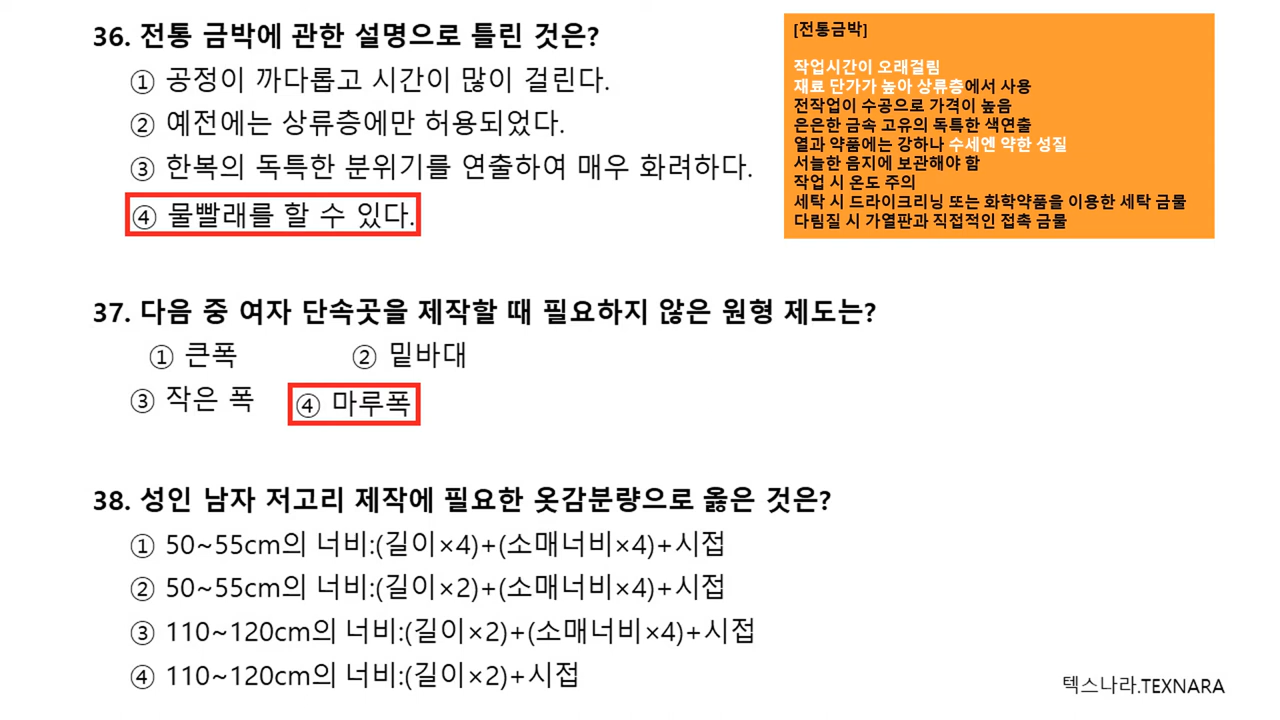 36. 전통 금박에 관한 설명으로 틀린 것은?
① 공정이 까다롭고 시간이 많이 걸린다.
② 예전에는 상류층에만 허용되었다.
③ 한복의 독특한 분위기를 연출하여 매우 화려하다.
④ 물빨래를 할 수 있다.
[전통금박]
작업시간이 오래걸림
재료 단가가 높아 상류층에서 사용
전작업이 수공으로 가격이 높음
은은한 금속 고유의 독특한 색연출
열과 약품에는 강하나 수세엔 약한 성질
서늘한 음지에 보관해야 함
작업 시 온도 주의
세탁 시 드라이크리닝 또는 화학약품을 이용한 세탁 금물
다림질 시 가열판과 직접적인 접촉 금물
37. 다음 중 여자 단속곳을 제작할 때 필요하지 않은 원형 제도는?
① 큰폭 ② 밑바대
③ 작은 폭 ④ 마루폭
38. 성인 남자 저고리 제작에 필요한 옷감분량으로 옳은 것은?
① 50~55cm의 너비:(길이×4)+(소매너비×4)+시접
② 50~55cm의 너비:(길이×2)+(소매너비×4)+시접
③ 110~120cm의 너비:(길이×2)+(소매너비×4)+시접
④ 110~120cm의 너비:(길이×2)+시접
텍스나라.TEXNARA